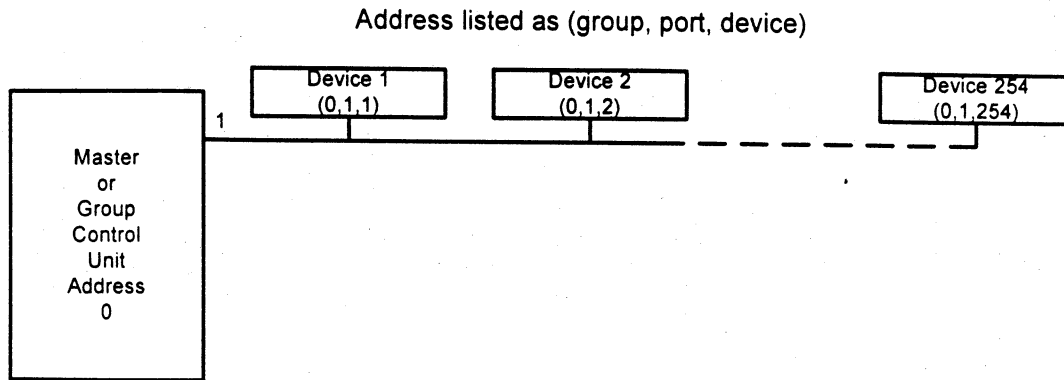 Address listed as (group, port, device)
Device 1
(0,1,1)
Device 2
(0,1,2)
Device 254
(0,1,254)
1
Master
or
Group
Control
Unit
Address
0